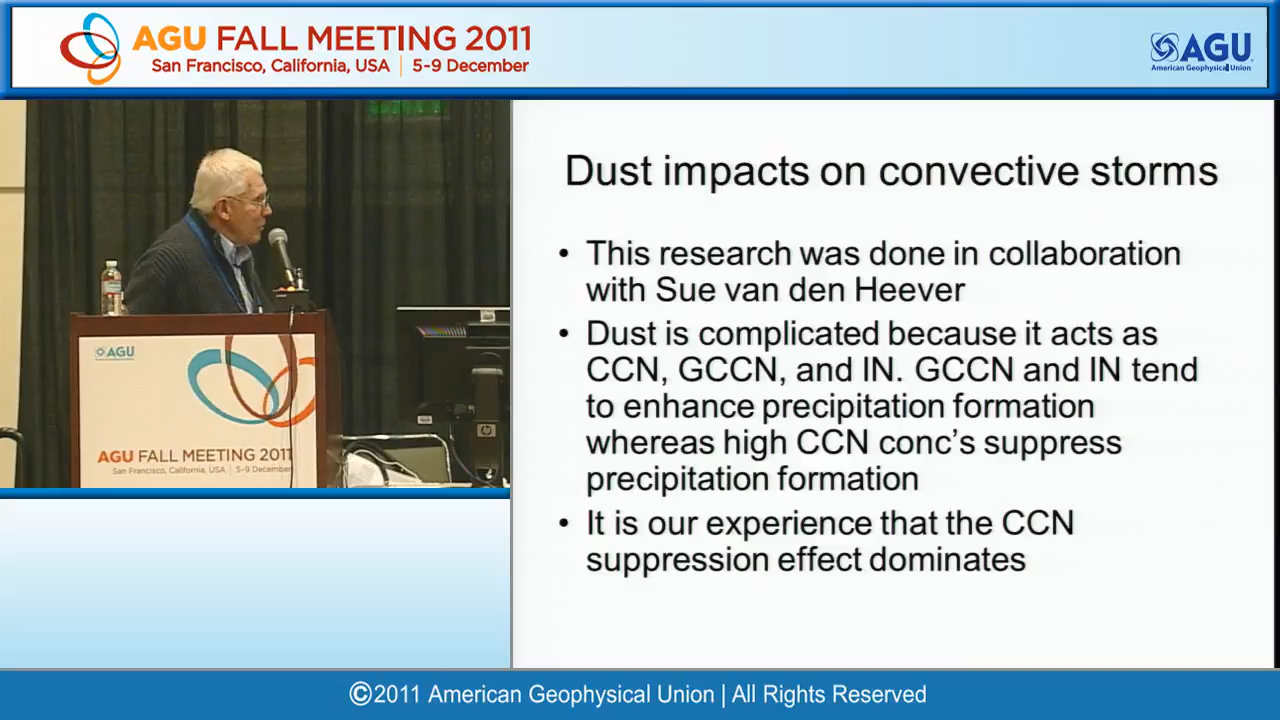 AGU FALL MEETING 2011
San Francisco, California, USA | 5-9 December
AGU
American Geophysical Union
Dust impacts on convective storms
• This research was done in collaboration
with Sue van den Heever
• Dust is complicated because it acts as
CCN, GCCN, and IN. GCCN and IN tend
to enhance precipitation formation
whereas high CCN conc's suppress
precipitation formation
• It is our experience that the CCN
suppression effect dominates
AGU
AGU FALL MEETING 2011
San Francisco, California, USA | 5-9 December
hp
©2011 American Geophysical Union | All Rights Reserved